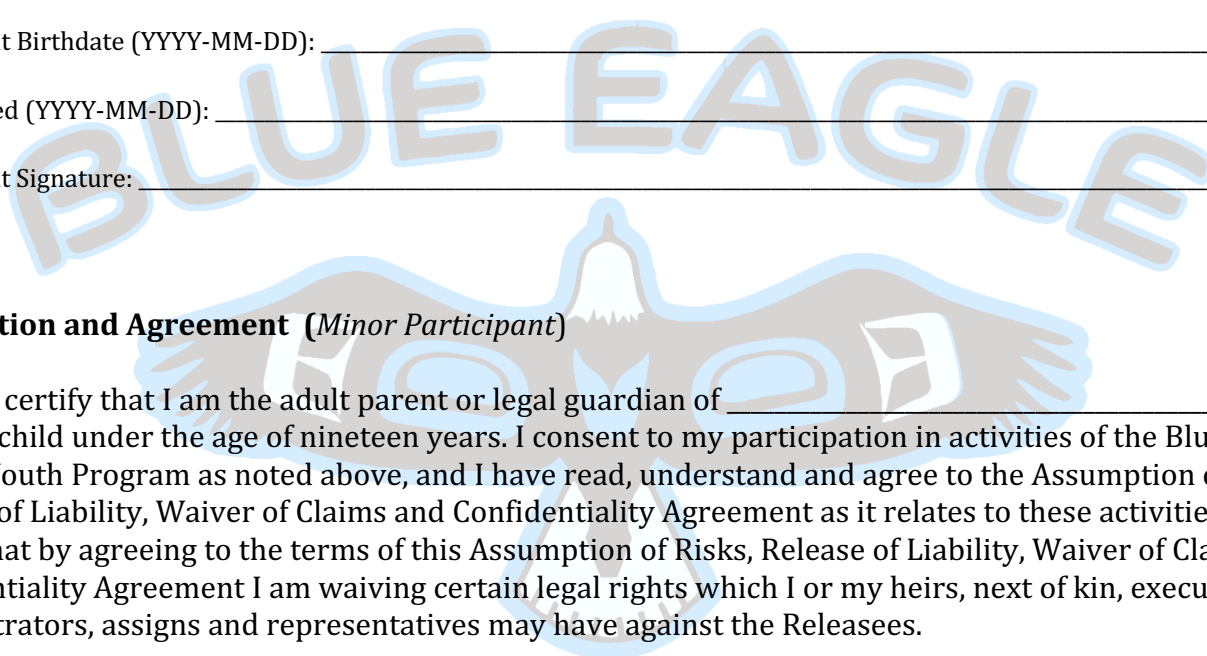 BLUE EAGLE
t Birthdate (YYYY-MM-DD):
ed (YYYY-MM-DD):
t Signature:
tion and Agreement (Minor Participant)
certify that I am the adult parent or legal guardian of
child under the age of nineteen years. I consent to my participation in activities of the Blu
outh Program as noted above, and I have read, understand and agree to the Assumption o
of Liability, Waiver of Claims and Confidentiality Agreement as it relates to these activitie
hat by agreeing to the terms of this Assumption of Risks, Release of Liability, Waiver of Cla
ntiality Agreement I am waiving certain legal rights which I or my heirs, next of kin, execu
trators, assigns and representatives may have against the Releasees.